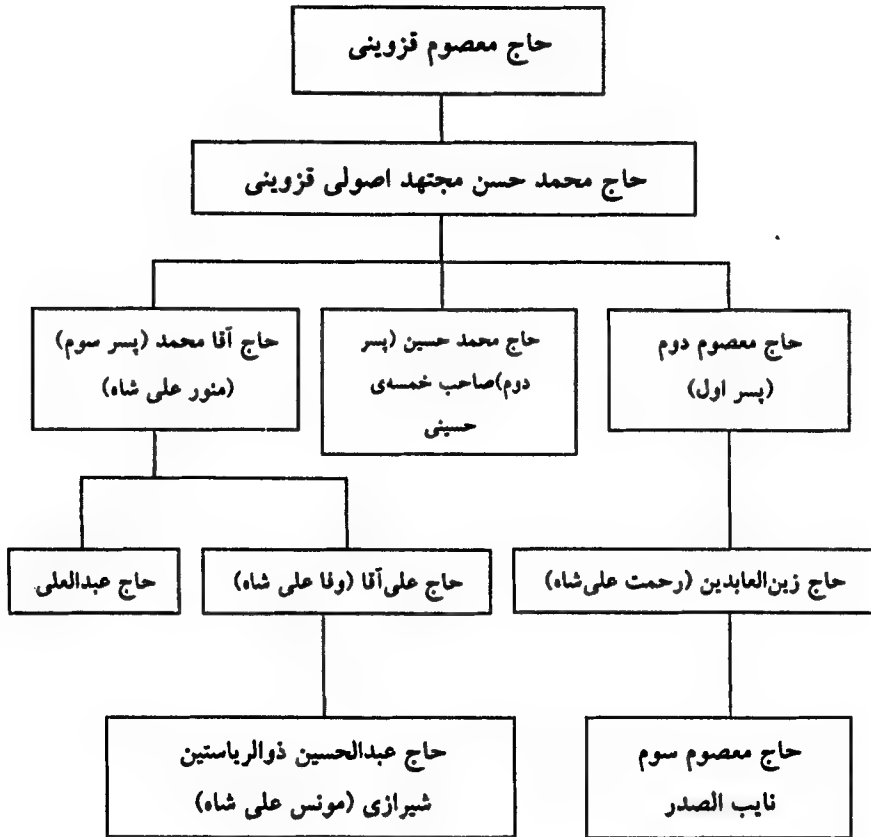 حاج معصوم قزوینی
حاج محمد حسن مجتهد اصولی قزوینی
حاج معصوم دوم
(پسر اول)
حاج محمد حسین (پسر
دوم)صاحب خمسه‌ی
حسینی
حاج آقا محمد (پسر سوم)
(منور علی شاه)
حاج زین‌العابدین (رحمت علی‌شاه)
حاج علی‌آقا (وفا علی شاه)
حاج عبدالعلی
حاج معصوم سوم
نایب الصدر
حاج عبدالحسین ذوالریاستین
شیرازی (مونس علی شاه)